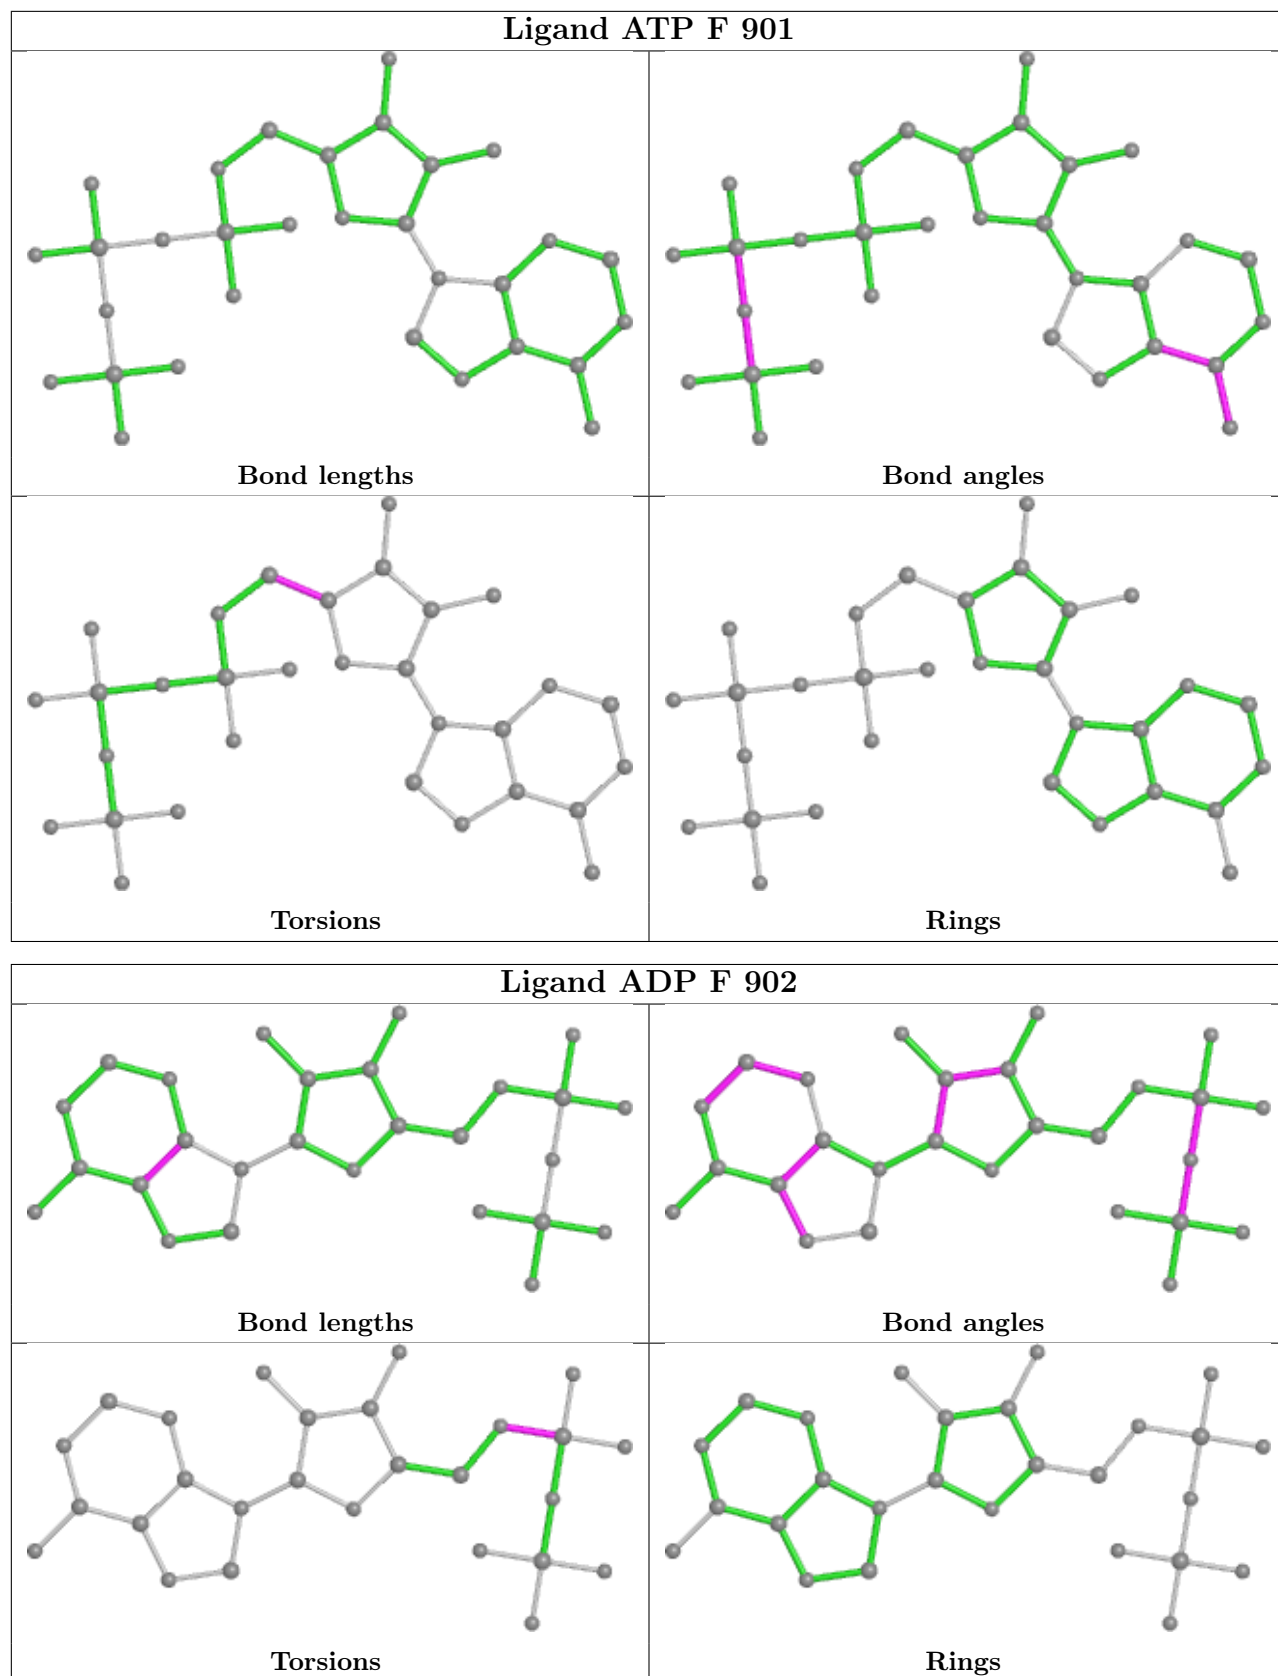 Ligand ATP F 901
Bond lengths
Bond angles
Torsions
Rings
Ligand ADP F 902
Bond lengths
Bond angles
Torsions
Rings